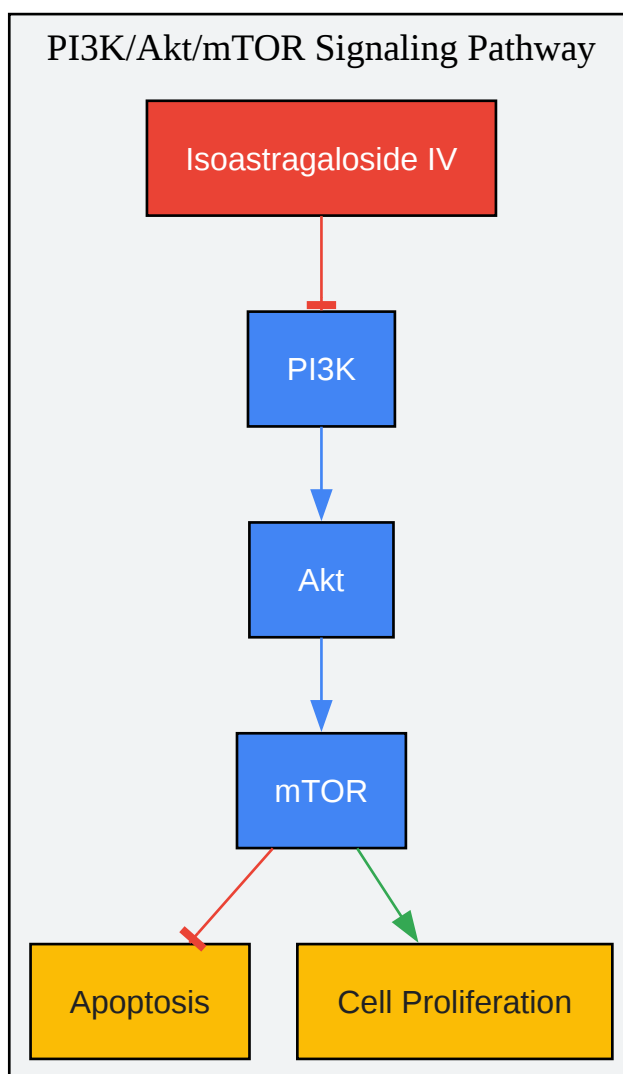 PI3K/Akt/mTOR Signaling Pathway
Isoastragaloside IV
PI3K
Akt
mTOR
Apoptosis
Cell Proliferation